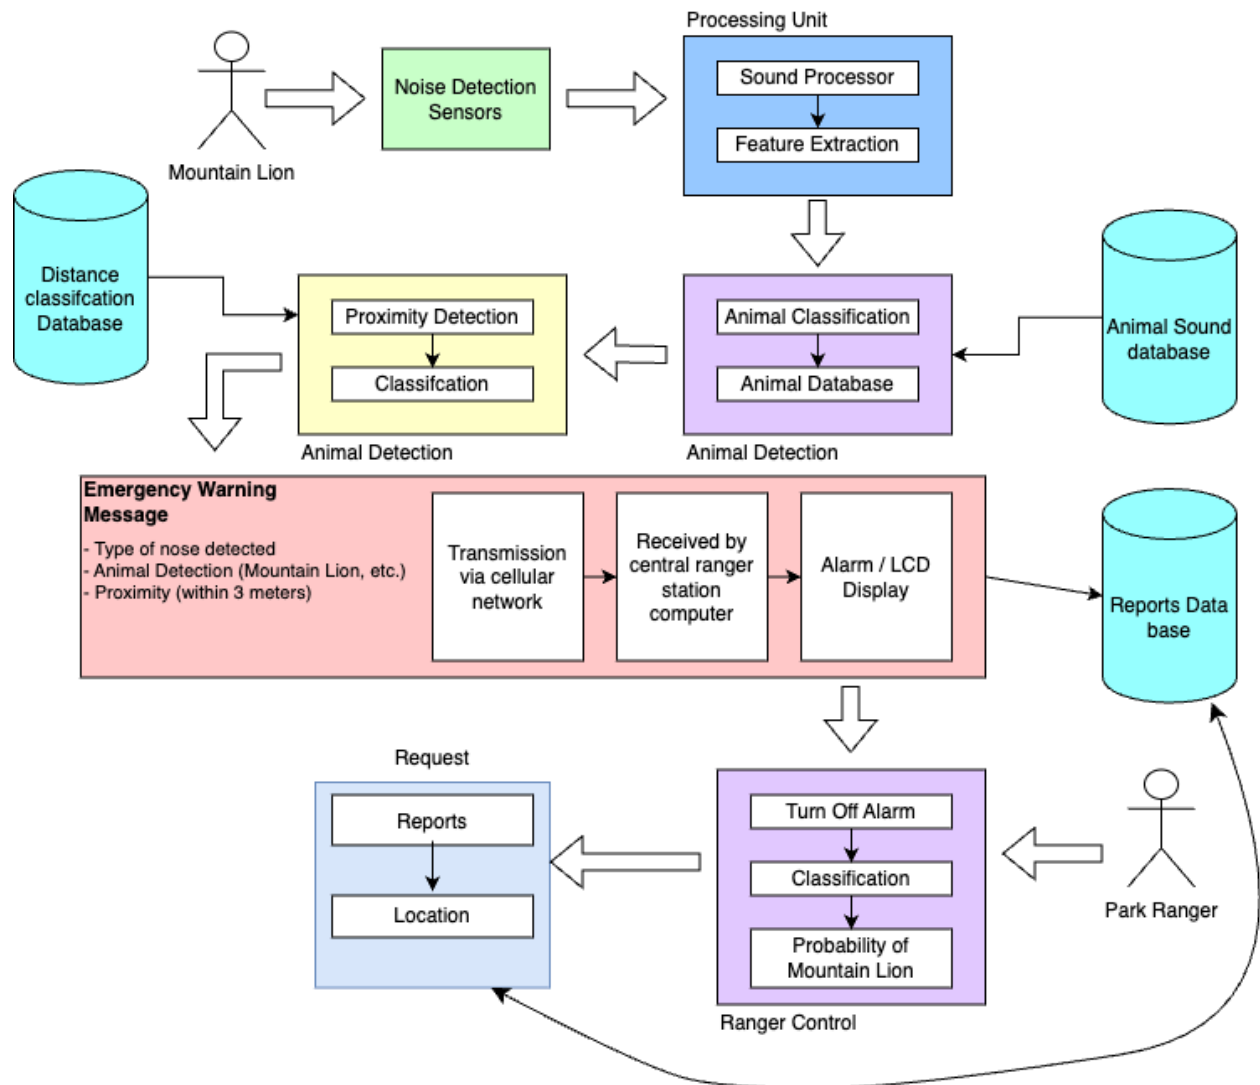 Processing Unit
Sound Processor
Feature Extraction
Noise Detection
Sensors
Mountain Lion
Distance
classifcation
Database
Proximity Detection
Classifcation
Animal Detection
Animal Classification
Animal Database
Animal Detection
Animal Sound
database
Emergency Warning
Message
- Type of nose detected
- Animal Detection (Mountain Lion, etc.)
- Proximity (within 3 meters)
Transmission
via cellular
network
Received by
central ranger
station
computer
Alarm / LCD
Display
Reports Data
base
Request
Reports
Location
Turn Off Alarm
Classification
Probability of
Mountain Lion
Ranger Control
Park Ranger